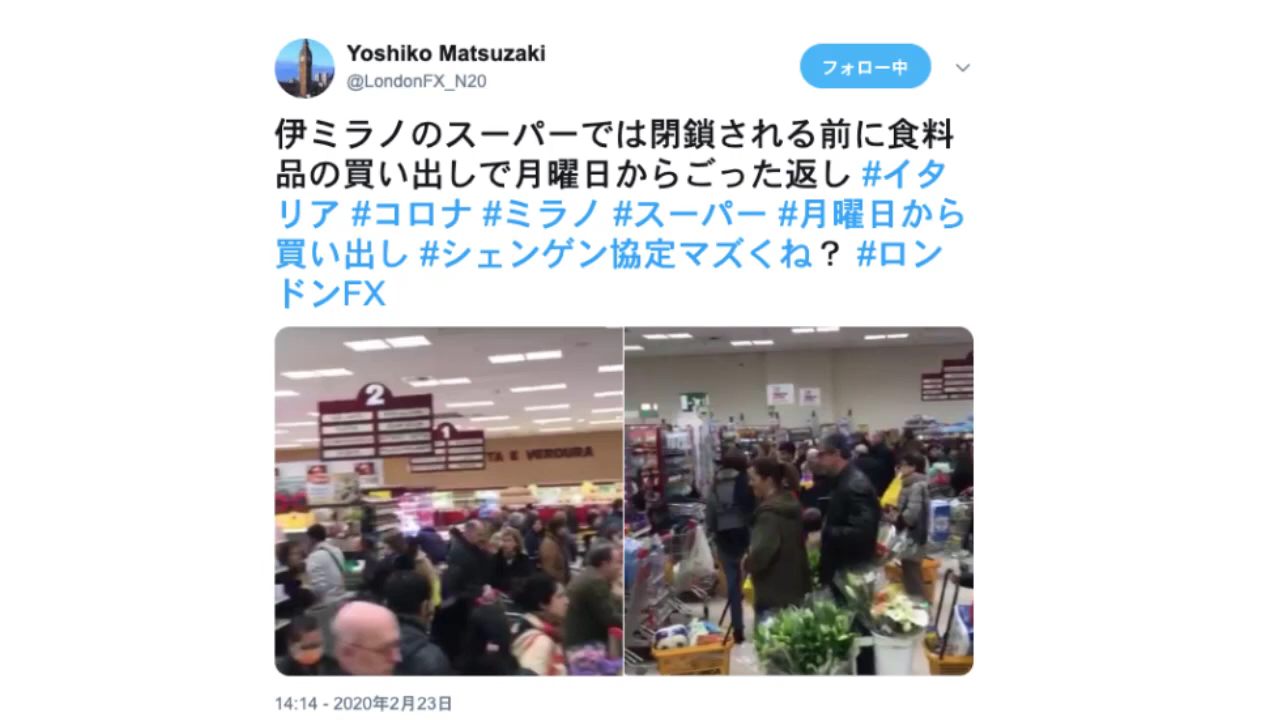 Yoshiko Matsuzaki
@LondonFX_N20
フォロー中
伊ミラノのスーパーでは閉鎖される前に食料
品の買い出しで月曜日からごった返し #イタ
リア #コロナ #ミラノ #スーパー #月曜日から
買い出し #シェンゲン協定マズくね？ #ロン
ドンFX
2
1
TA E VERDURA
14:14 - 2020年2月23日